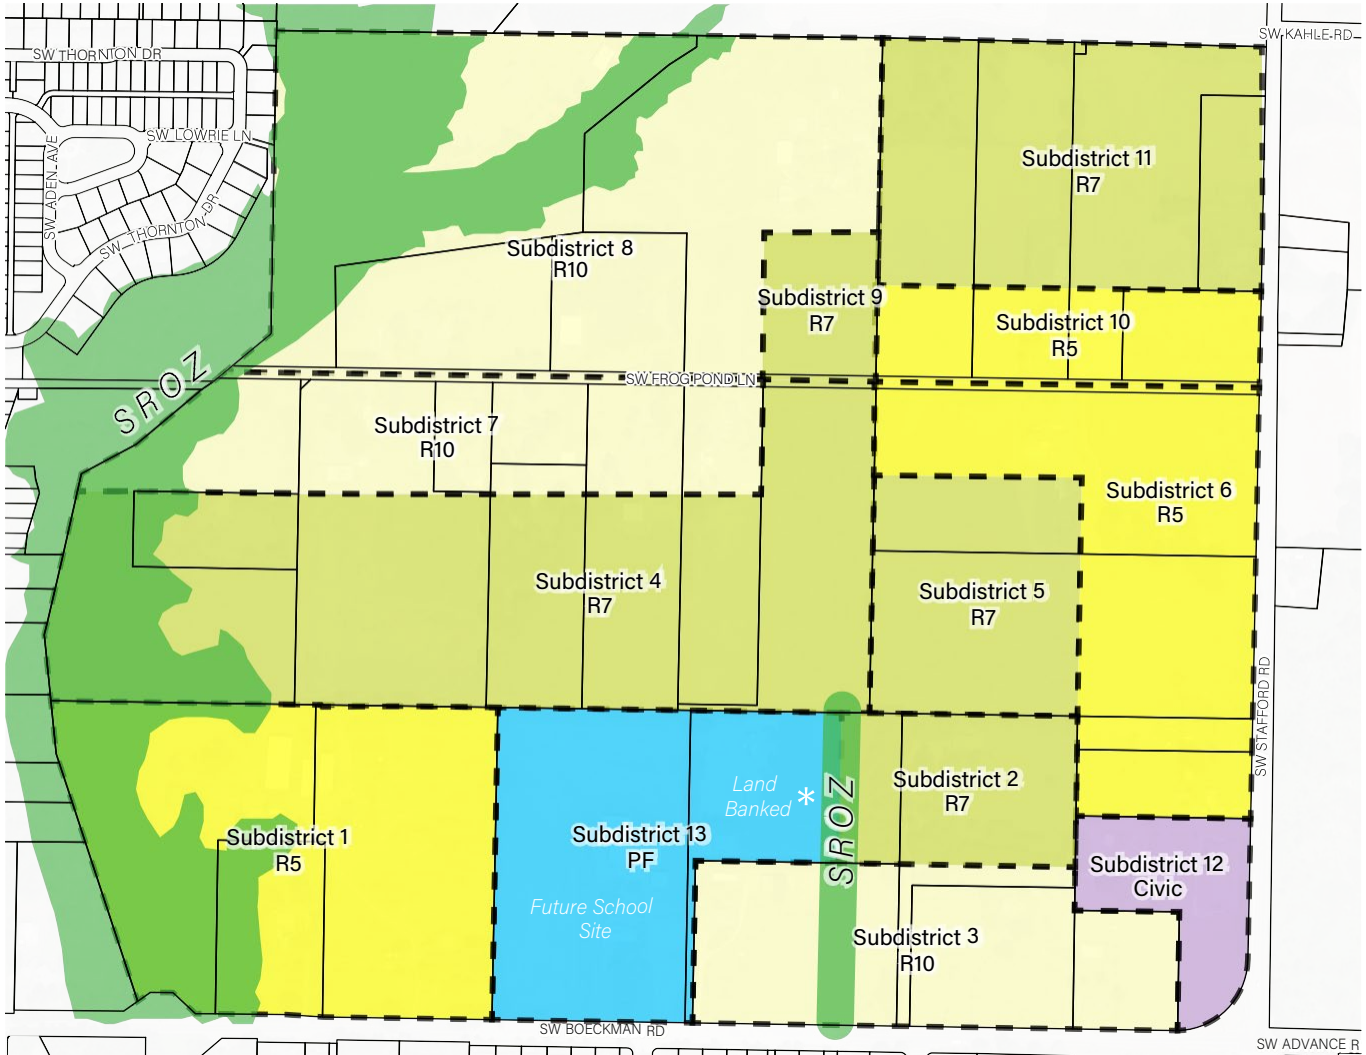 SW KAHLE RD
SW THORNTON DR
SW LOWRIE LN
SW ADEN AVE
SW THORNTON DR
Subdistrict 11
R7
Subdistrict 8
R10
Subdistrict 9
R7
Subdistrict 10
R5
SROZ
SW FROG POND LN
Subdistrict 7
R10
Subdistrict 6
R5
Subdistrict 4
R7
Subdistrict 5
R7
SW STAFFORD RD
Land
Banked *
SROZ
Subdistrict 2
R7
Subdistrict 1
R5
Subdistrict 13
PF
Subdistrict 12
Civic
Future School
Site
Subdistrict 3
R10
SW BOECKMAN RD
SW ADVANCE R